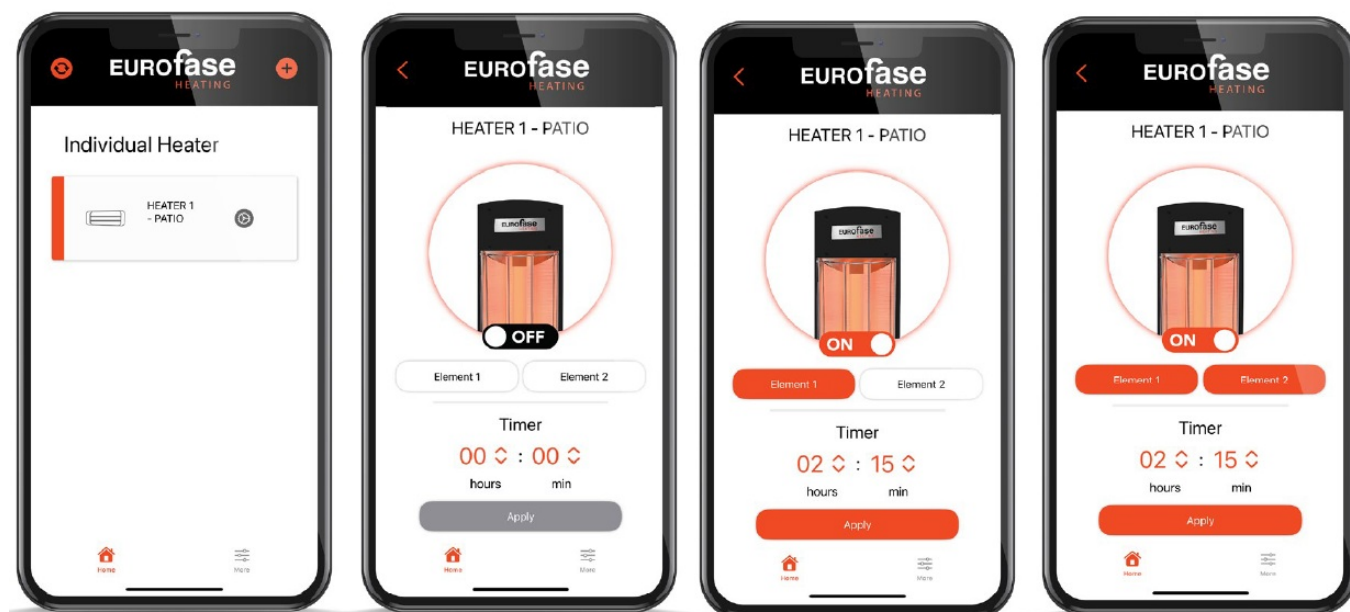 EUROfase
HEATING
Individual Heater
HEATER 1
- PATIO
Home
More
EUROfase
HEATING
HEATER 1 - PATIO
EUROfase
OFF
Element 1
Element 2
Timer
00 : 00
hours min
Apply
Home
More
EUROfase
HEATING
HEATER 1 - PATIO
EUROfase
ON
Element 1
Element 2
Timer
02 : 15
hours min
Apply
Home
More
EUROfase
HEATING
HEATER 1 - PATIO
EUROfase
ON
Element 1
Element 2
Timer
02 : 15
hours min
Apply
Home
More